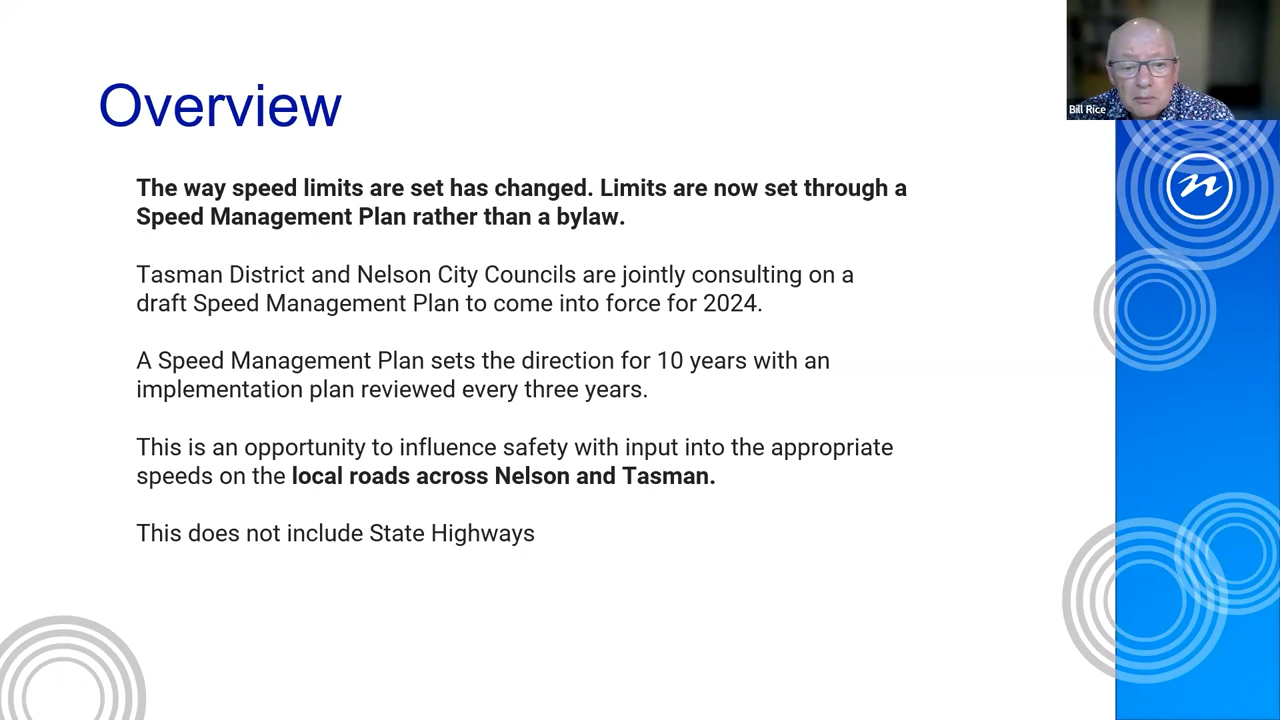 Overview
Bill Rice
The way speed limits are set has changed. Limits are now set through a
Speed Management Plan rather than a bylaw.
Tasman District and Nelson City Councils are jointly consulting on a
draft Speed Management Plan to come into force for 2024.
A Speed Management Plan sets the direction for 10 years with an
implementation plan reviewed every three years.
This is an opportunity to influence safety with input into the appropriate
speeds on the local roads across Nelson and Tasman.
This does not include State Highways